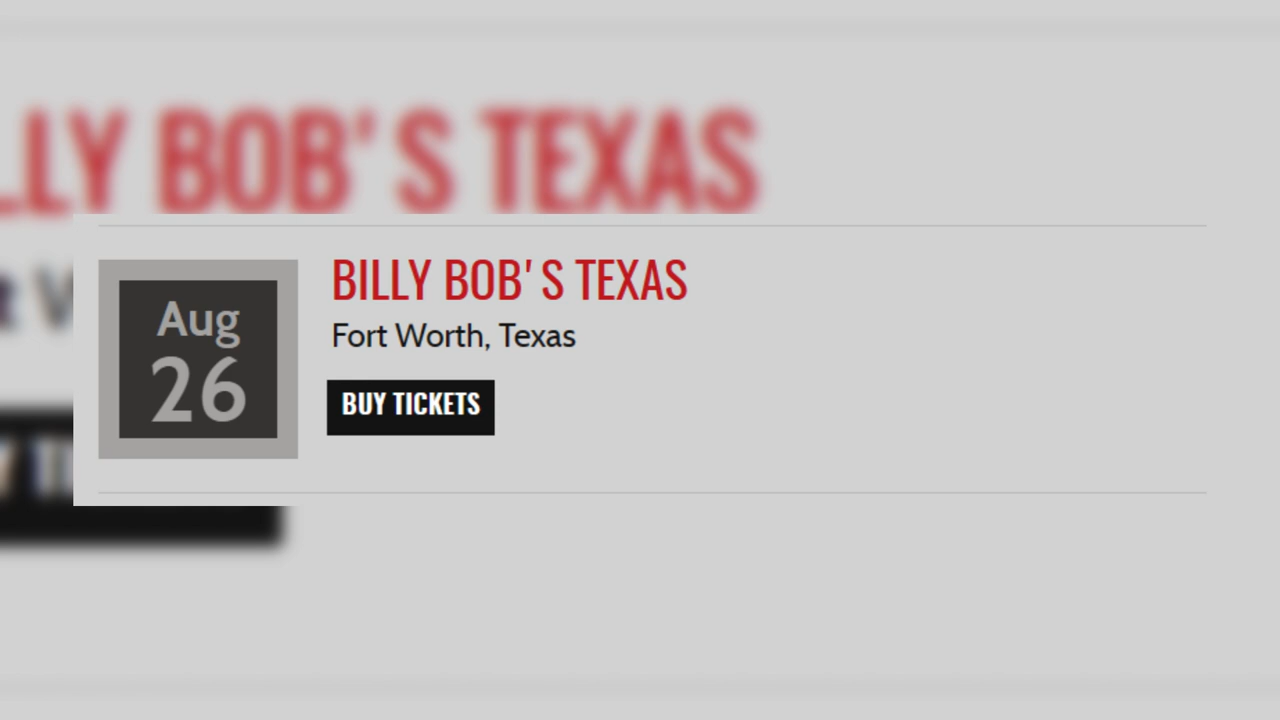 BILLY BOB'S TEXAS
Aug
26
Fort Worth, Texas
BUY TICKETS
LLY BOB'S TEXAS